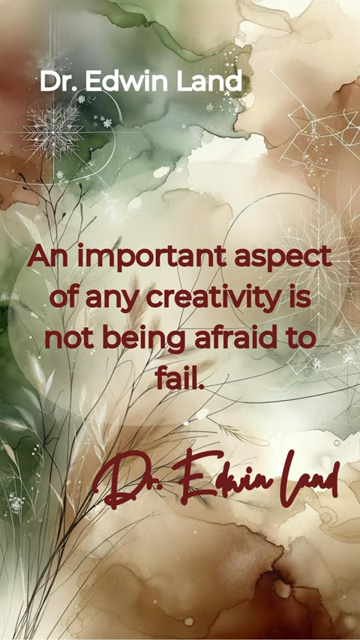 Dr. Edwin Land
An important aspect
of any creativity is
not being afraid to
fail.
Dr. Edwin Land